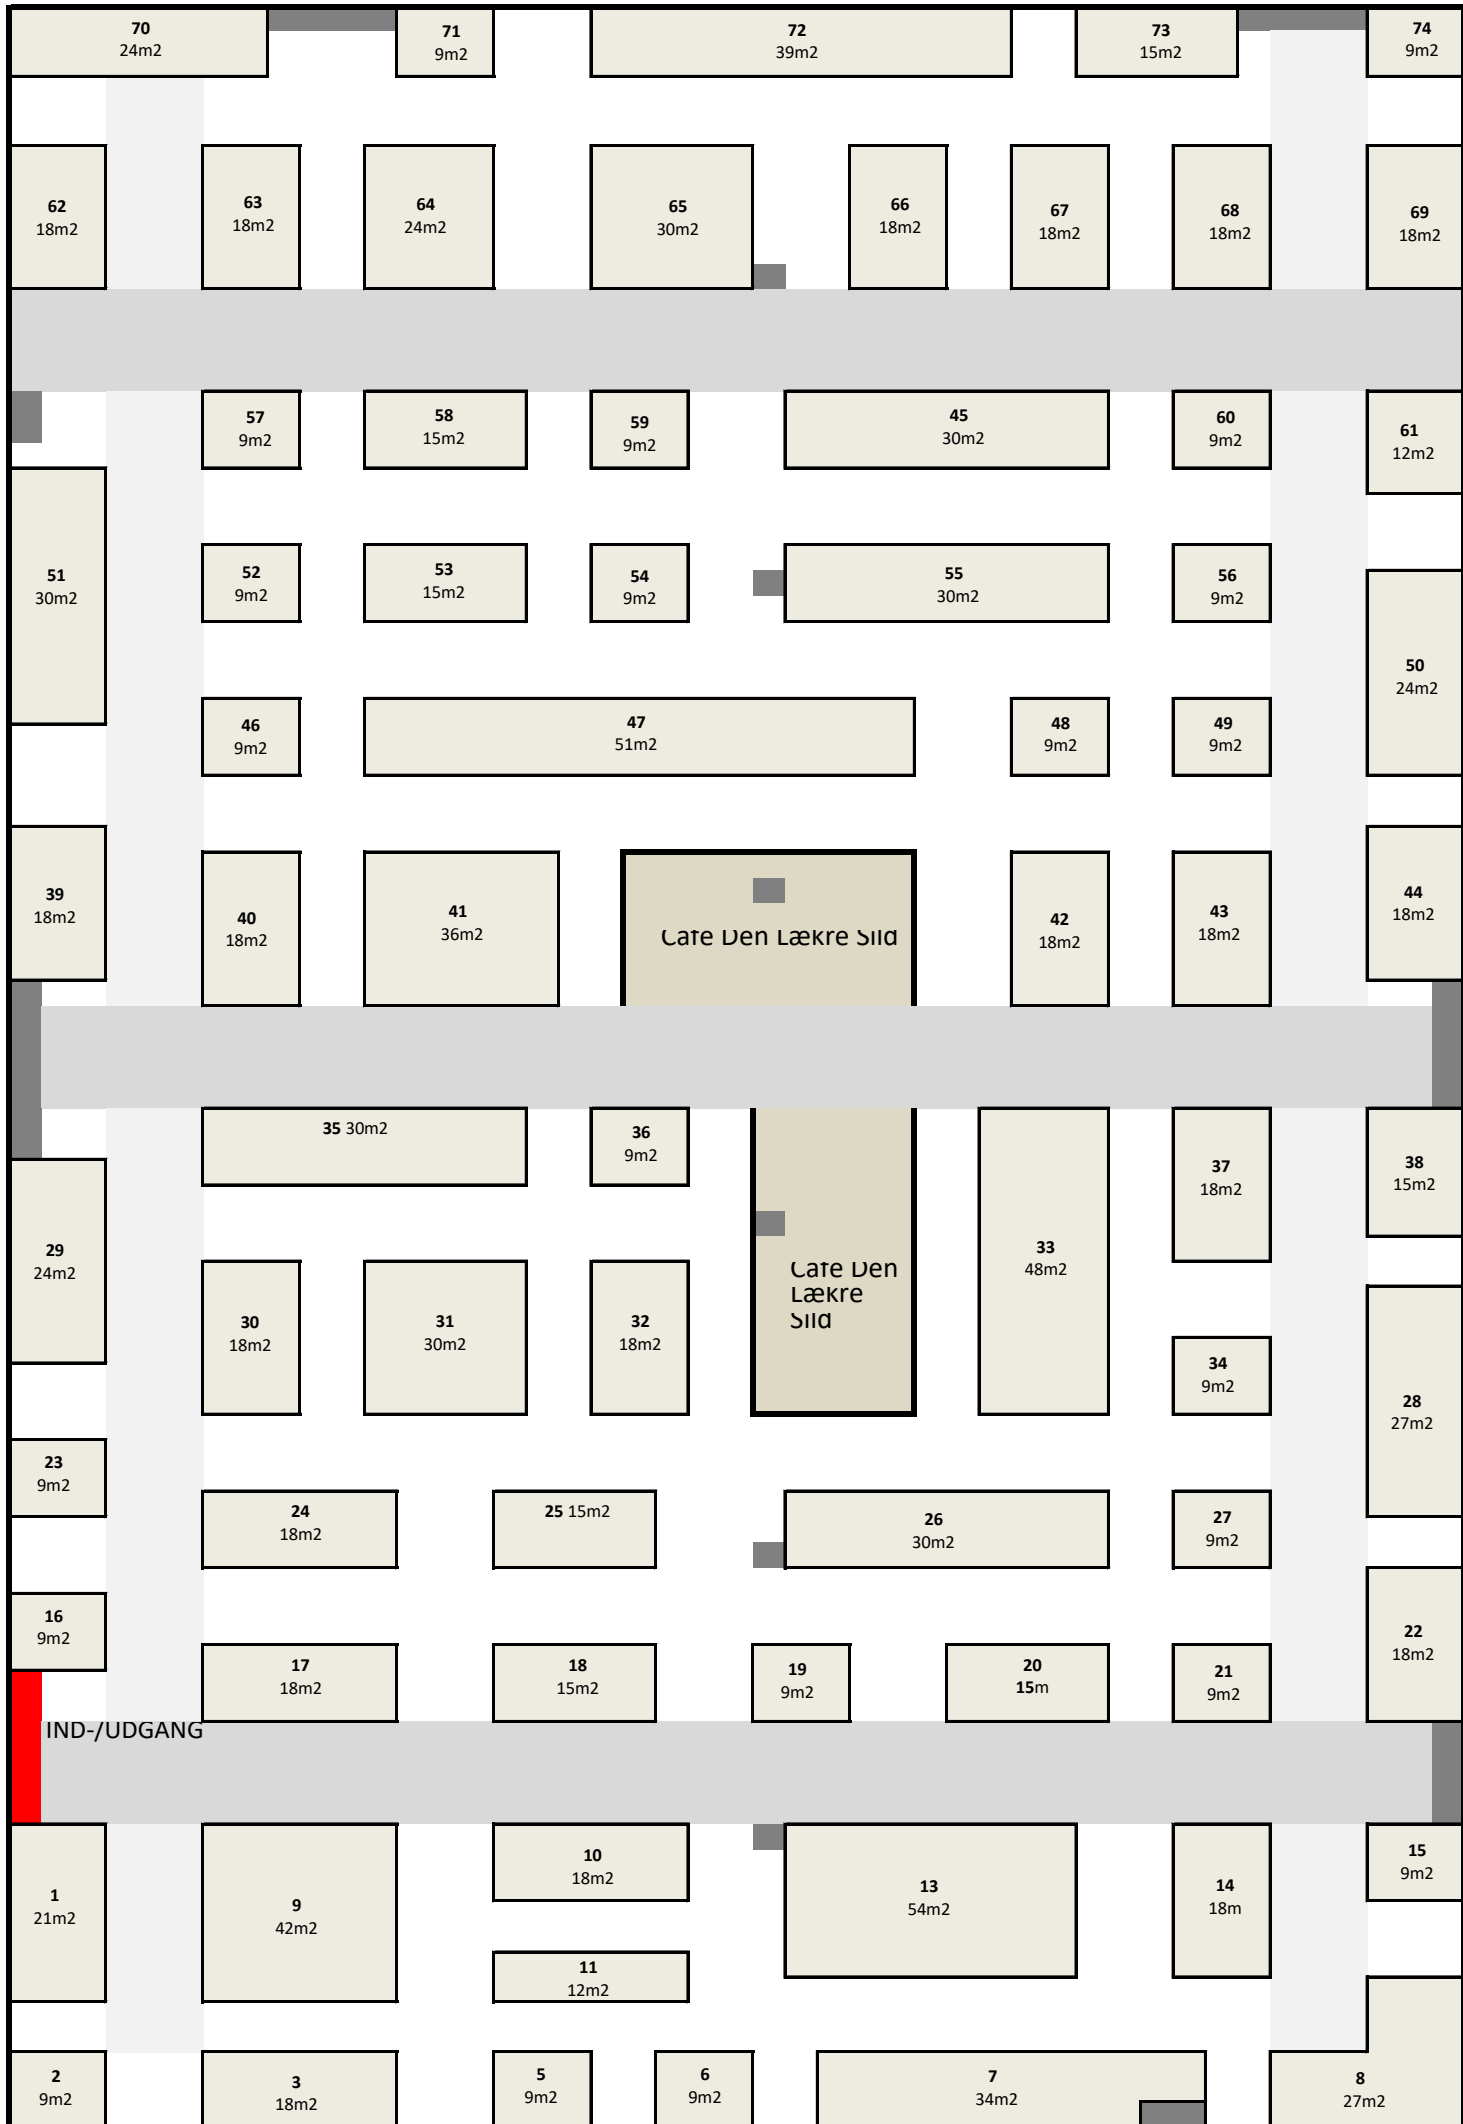 70
24m2
71
9m2
72
39m2
73
15m2
74
9m2
62
18m2
63
18m2
64
24m2
65
30m2
66
18m2
67
18m2
68
18m2
69
18m2
57
9m2
58
15m2
59
9m2
45
30m2
60
9m2
61
12m2
51
30m2
52
9m2
53
15m2
54
9m2
55
30m2
56
9m2
50
24m2
46
9m2
47
51m2
48
9m2
49
9m2
39
18m2
40
18m2
41
36m2
Cafe Den Lækre Sild
42
18m2
43
18m2
44
18m2
35 30m2
36
9m2
37
18m2
38
15m2
29
24m2
33
48m2
Cafe Den
Lækre
Sild
30
18m2
31
30m2
32
18m2
34
9m2
28
27m2
23
9m2
24
18m2
25 15m2
26
30m2
27
9m2
16
9m2
17
18m2
18
15m2
19
9m2
20
15m
21
9m2
22
18m2
IND-/UDGANG
1
21m2
9
42m2
10
18m2
13
54m2
14
18m
15
9m2
11
12m2
2
9m2
3
18m2
5
9m2
6
9m2
7
34m2
8
27m2